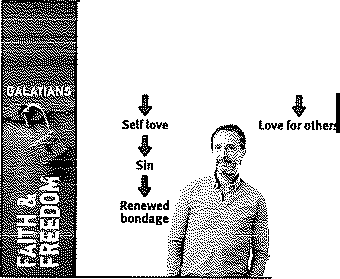 GALATIANS
FAITH &
FREEDOM
Self love
Love for others
Sin
Renewed
bondage